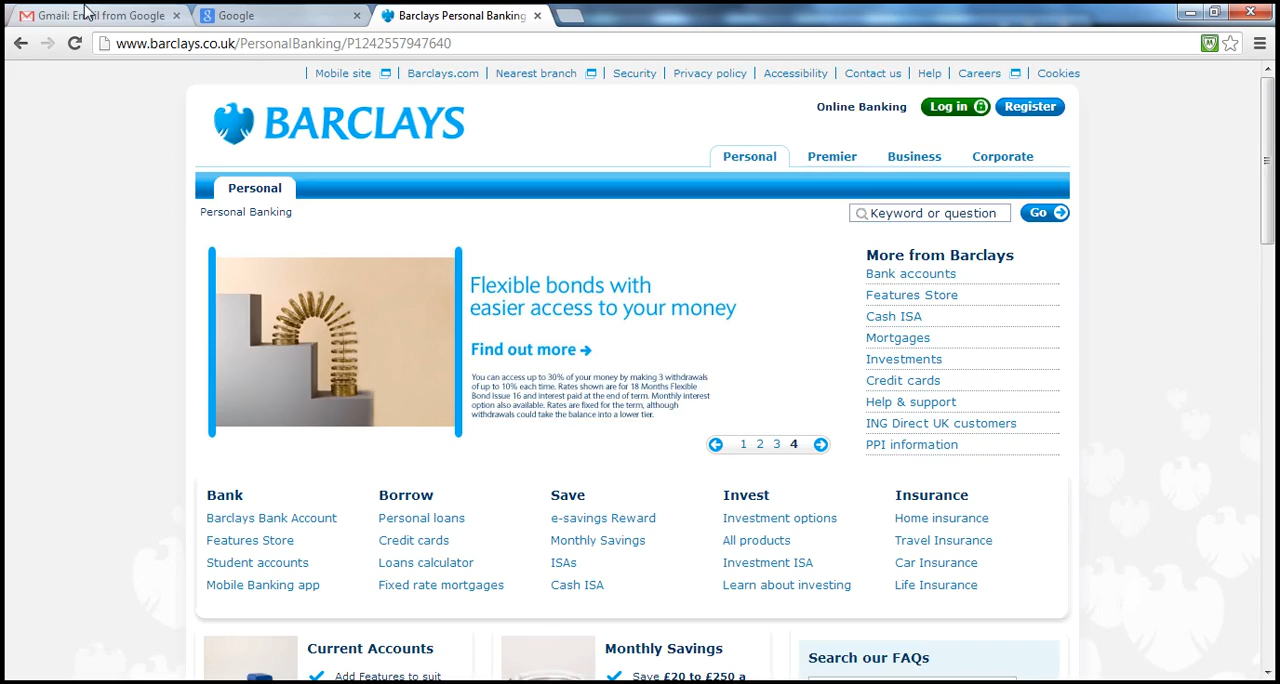 Gmail: Email from Google
Google
Barclays Personal Banking
www.barclays.co.uk/PersonalBanking/P1242557947640
Mobile site
Barclays.com
Nearest branch
Security
Privacy policy
Accessibility
Contact us
Help
Careers
Cookies
BARCLAYS
Online Banking
Log in
Register
Personal
Premier
Business
Corporate
Personal
Personal Banking
Keyword or question
Go
Flexible bonds with
easier access to your money
Find out more
You can access up to 30% of your money by making 3 withdrawals
of up to 10% each time. Rates shown are for 18 Months Flexible
Bond Issue 16 and interest paid at the end of term. Monthly interest
option also available. Rates are fixed for the term, although
withdrawals could take the balance into a lower tier.
1 2 3 4
More from Barclays
Bank accounts
Features Store
Cash ISA
Mortgages
Investments
Credit cards
Help & support
ING Direct UK customers
PPI information
Bank
Barclays Bank Account
Features Store
Student accounts
Mobile Banking app
Borrow
Personal loans
Credit cards
Loans calculator
Fixed rate mortgages
Save
e-savings Reward
Monthly Savings
ISAs
Cash ISA
Invest
Investment options
All products
Investment ISA
Learn about investing
Insurance
Home insurance
Travel Insurance
Car Insurance
Life Insurance
Current Accounts
Add Features to suit
Monthly Savings
Save £20 to £250 a
Search our FAQs